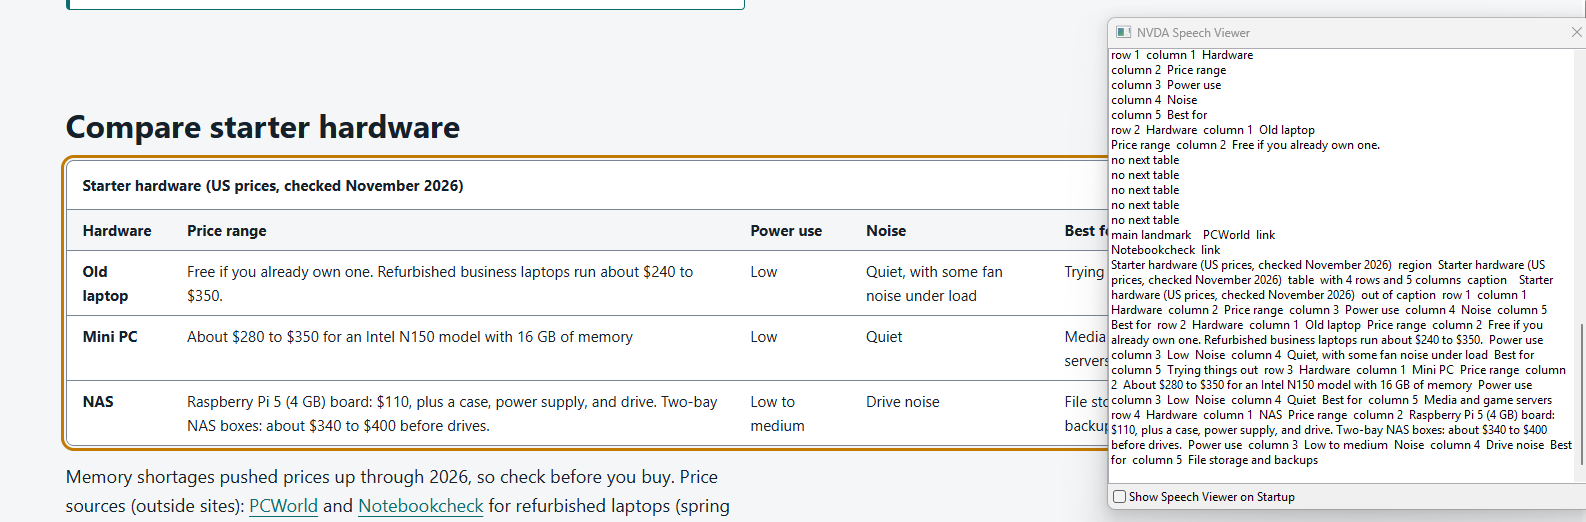 Compare starter hardware
Starter hardware (US prices, checked November 2026)
Hardware Price range Power use Noise Best f
Old laptop Free if you already own one. Refurbished business laptops run about $240 to $350. Low Quiet, with some fan noise under load Trying
Mini PC About $280 to $350 for an Intel N150 model with 16 GB of memory Low Quiet Media servers
NAS Raspberry Pi 5 (4 GB) board: $110, plus a case, power supply, and drive. Two-bay NAS boxes: about $340 to $400 before drives. Low to medium Drive noise File sto backup
Memory shortages pushed prices up through 2026, so check before you buy. Price
sources (outside sites): PCWorld and Notebookcheck for refurbished laptops (spring
NVDA Speech Viewer
row 1 column 1 Hardware
column 2 Price range
column 3 Power use
column 4 Noise
column 5 Best for
row 2 Hardware column 1 Old laptop
Price range column 2 Free if you already own one.
no next table
no next table
no next table
no next table
no next table
main landmark PCWorld link
Notebookcheck link
Starter hardware (US prices, checked November 2026) region Starter hardware (US
prices, checked November 2026) table with 4 rows and 5 columns caption Starter
hardware (US prices, checked November 2026) out of caption row 1 column 1
Hardware column 2 Price range column 3 Power use column 4 Noise column 5
Best for row 2 Hardware column 1 Old laptop Price range column 2 Free if you
already own one. Refurbished business laptops run about $240 to $350. Power use
column 3 Low Noise column 4 Quiet, with some fan noise under load Best for
column 5 Trying things out row 3 Hardware column 1 Mini PC Price range column
2 About $280 to $350 for an Intel N150 model with 16 GB of memory Power use
column 3 Low Noise column 4 Quiet Best for column 5 Media and game servers
row 4 Hardware column 1 NAS Price range column 2 Raspberry Pi 5 (4 GB) board:
$110, plus a case, power supply, and drive. Two-bay NAS boxes: about $340 to $400
before drives. Power use column 3 Low to medium Noise column 4 Drive noise Best
for column 5 File storage and backups
Show Speech Viewer on Startup